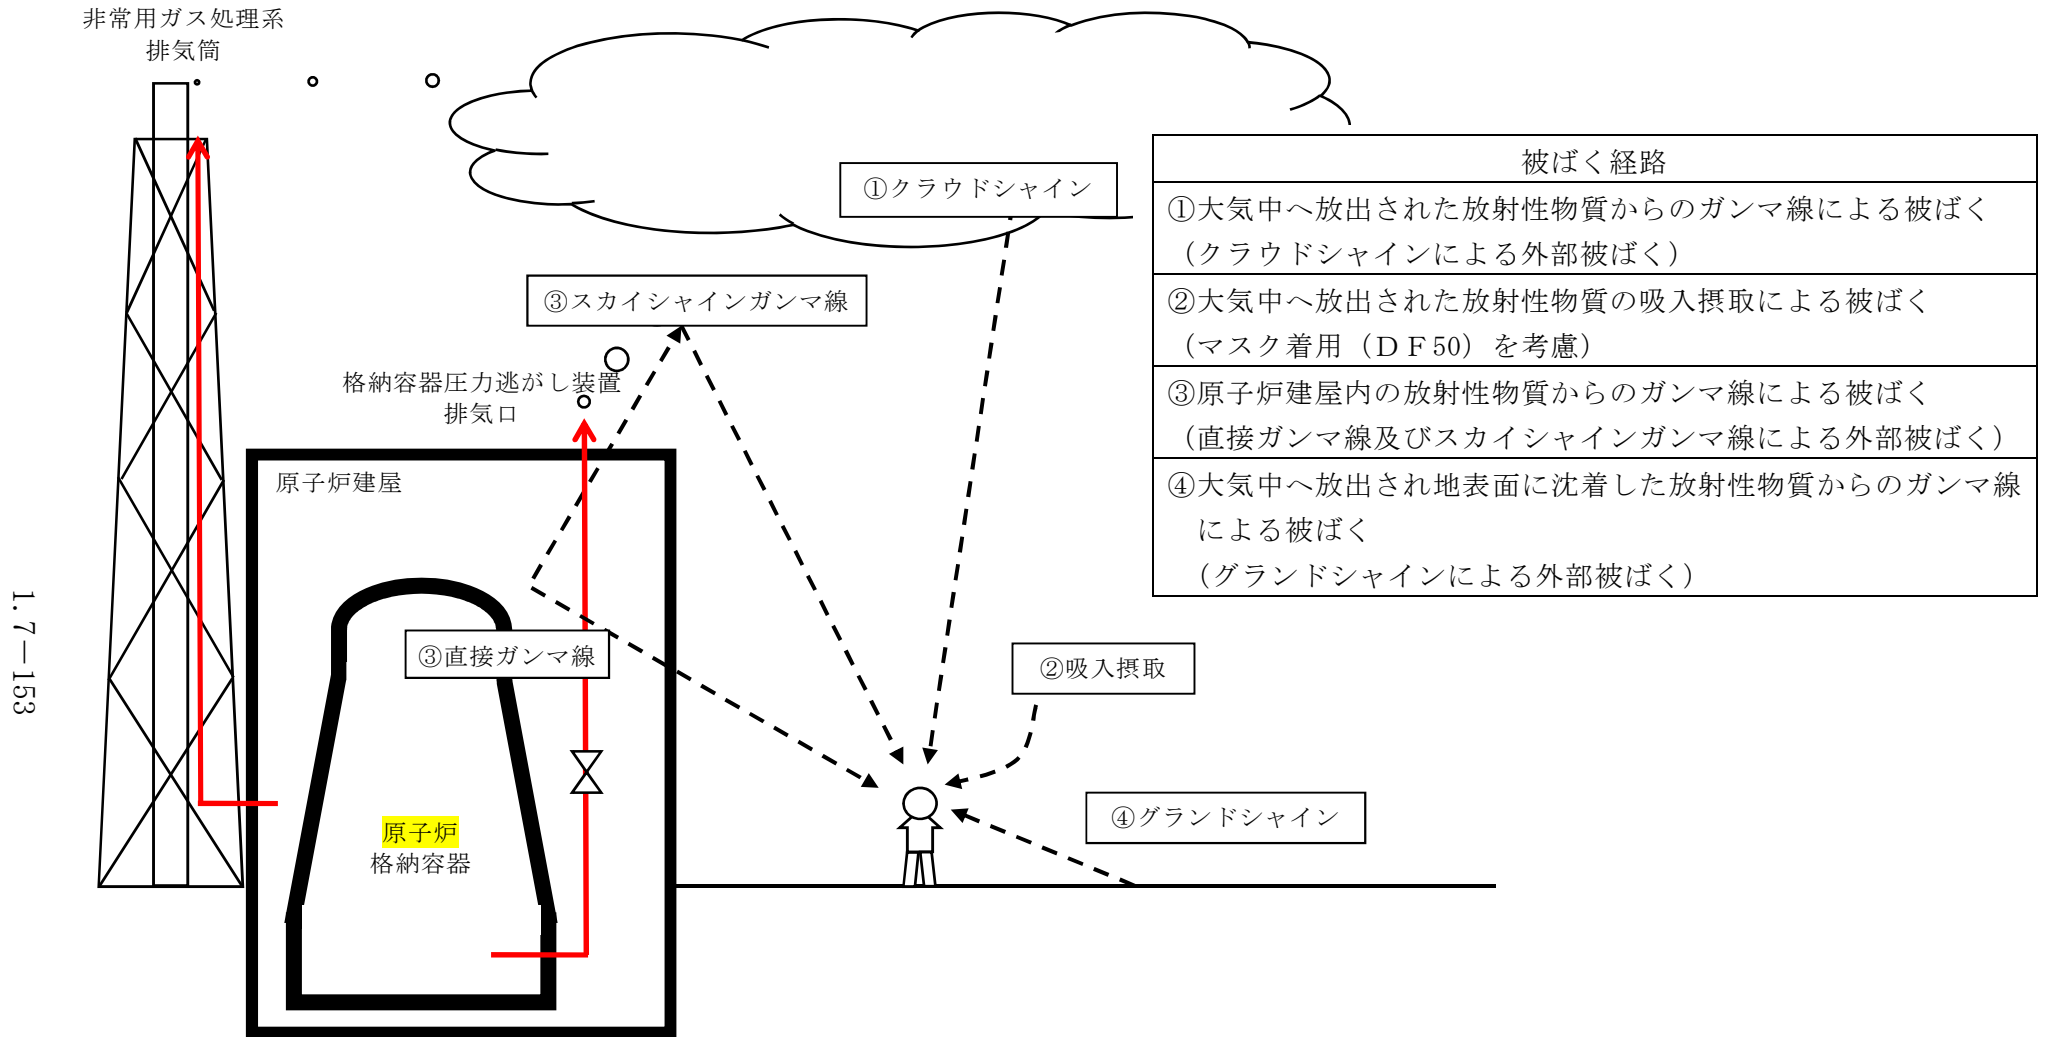 非常用ガス処理系
排気筒
①クラウドシャイン
③スカイシャインガンマ線
格納容器圧力逃がし装置
排気口
原子炉建屋
③直接ガンマ線
原子炉
格納容器
②吸入摂取
④グランドシャイン
被ばく経路
①大気中へ放出された放射性物質からのガンマ線による被ばく
（クラウドシャインによる外部被ばく）
②大気中へ放出された放射性物質の吸入摂取による被ばく
（マスク着用（ＤＦ50）を考慮）
③原子炉建屋内の放射性物質からのガンマ線による被ばく
（直接ガンマ線及びスカイシャインガンマ線による外部被ばく）
④大気中へ放出され地表面に沈着した放射性物質からのガンマ線
による被ばく
（グランドシャインによる外部被ばく）
1.7－153